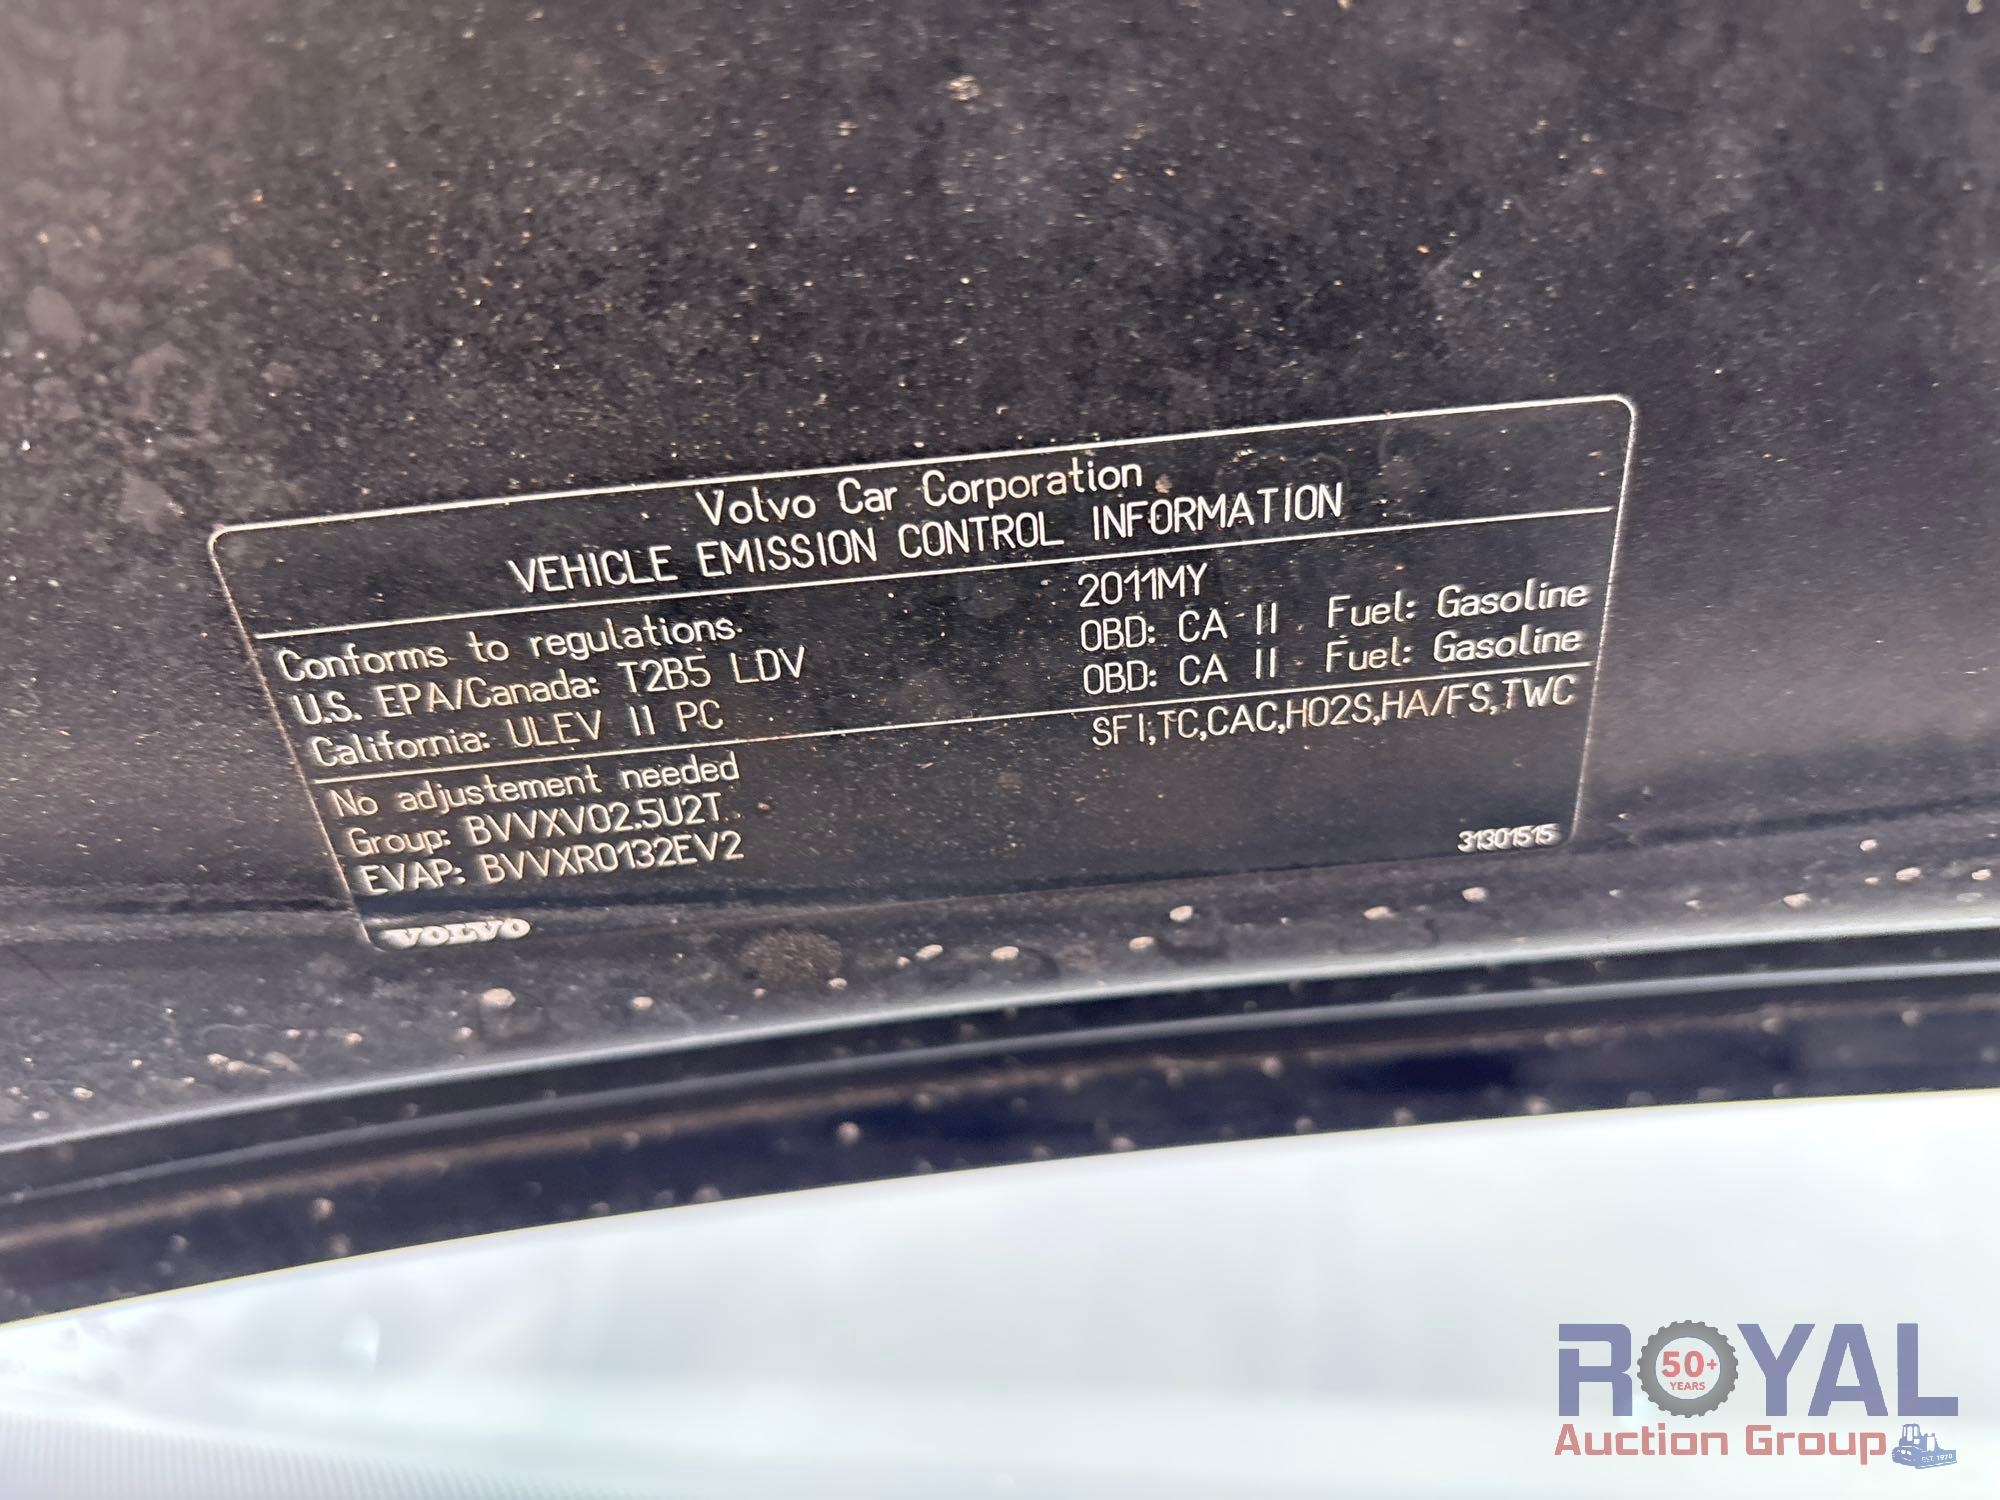 Volvo Car Corporation
VEHICLE EMISSION CONTROL INFORMATION
Conforms to regulations: 2011MY
U.S. EPA/Canada: T2B5 LDV OBD: CA II Fuel: Gasoline
California: ULEV II PC OBD: CA II Fuel: Gasoline
No adjustement needed SFI,TC,CAC,HO2S,HA/FS,TWC
Group: BVVXV02.5U2T
EVAP: BVVXR0132EV2
31301515
VOLVO
ROYAL
50+
YEARS
Auction Group
EST. 1970